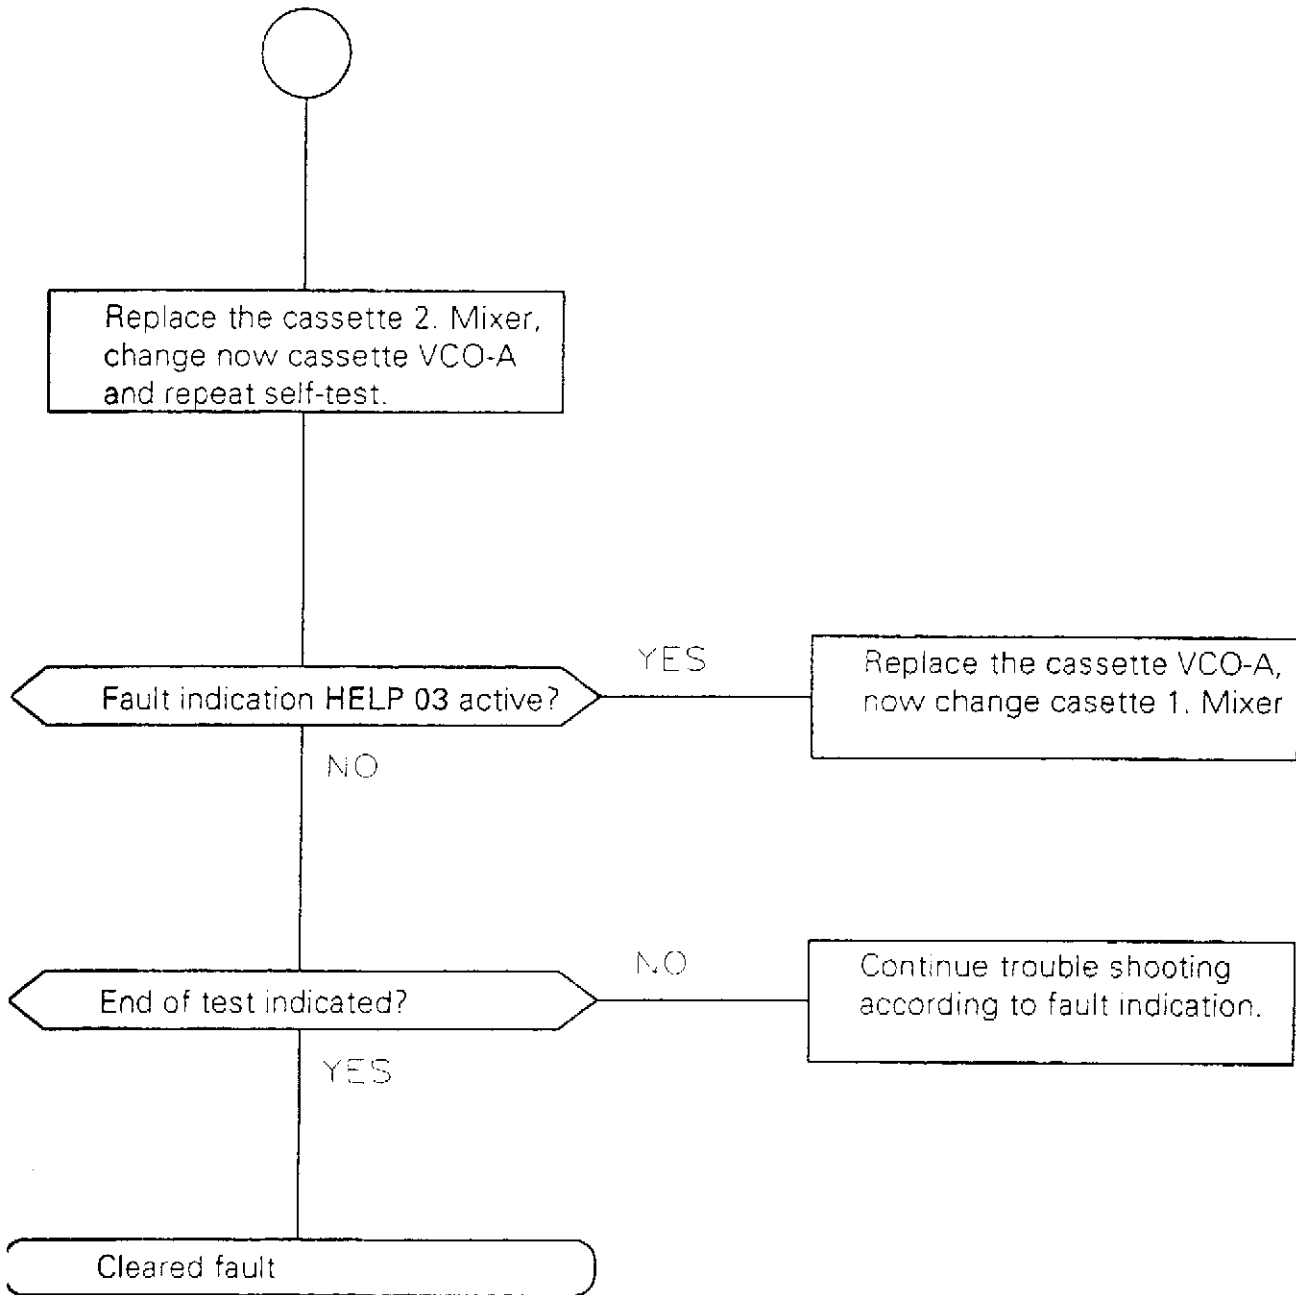 Replace the cassette 2. Mixer,
change now cassette VCO-A
and repeat self-test.
Fault indication HELP 03 active?
YES
Replace the cassette VCO-A,
now change casette 1. Mixer
NO
End of test indicated?
NO
Continue trouble shooting
according to fault indication.
YES
Cleared fault